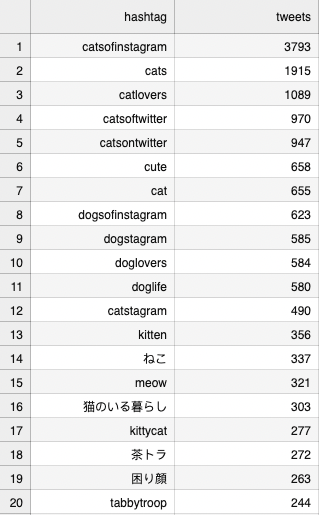 hashtag tweets
1 catsofinstagram 3793
2 cats 1915
3 catlovers 1089
4 catsoftwitter 970
5 catsontwitter 947
6 cute 658
7 cat 655
8 dogsofinstagram 623
9 dogstagram 585
10 doglovers 584
11 doglife 580
12 catstagram 490
13 kitten 356
14 ねこ 337
15 meow 321
16 猫のいる暮らし 303
17 kittycat 277
18 茶トラ 272
19 困り顔 263
20 tabbytroop 244